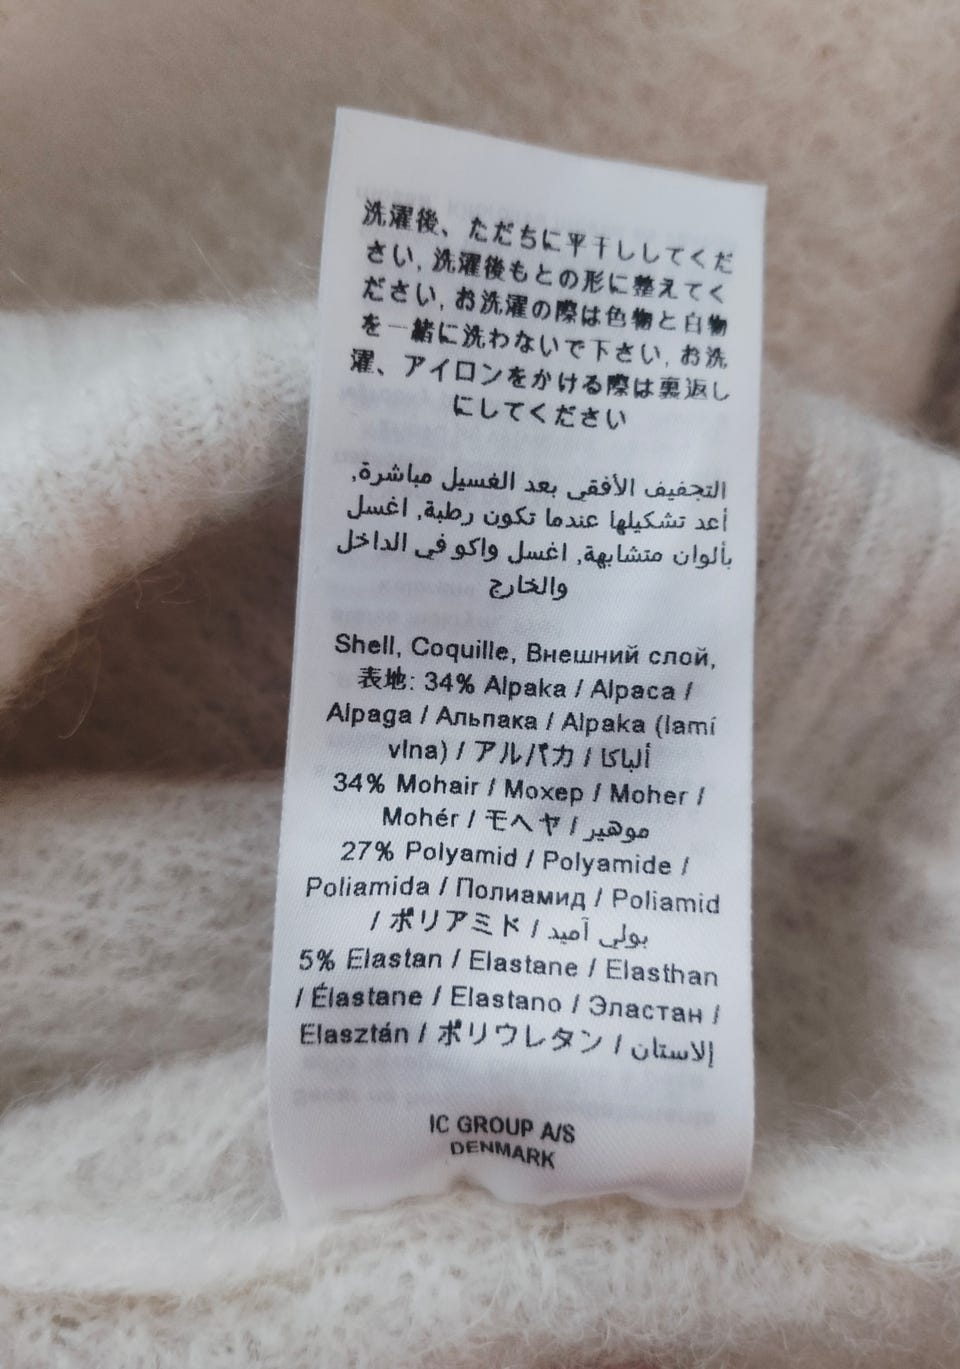 洗濯後、ただちに平干ししてくだ
さい, 洗濯後もとの形に整えてく
ださい, お洗濯の際は色物と白物
を一緒に洗わないで下さい, お洗
濯、アイロンをかける際は裏返し
にしてください
التجفيف الأفقي بعد الغسيل مباشرة,
أعد تشكيلها عندما تكون رطبة, اغسل
بألوان متشابهة, اغسل واكو في الداخل
والخارج
Shell, Coquille, Внешний слой,
表地: 34% Alpaka / Alpaca /
Alpaga / Альпака / Alpaka (lamí
vlna) / アルパカ / ألباكا
34% Mohair / Мохер / Moher /
Mohér / モヘヤ / موهير
27% Polyamid / Polyamide /
Poliamida / Полиамид / Poliamid
/ ポリアミド / بولي آميد
5% Elastan / Elastane / Elasthan
/ Élastane / Elastano / Эластан /
Elasztán / ポリウレタン / إلاستان
IC GROUP A/S
DENMARK